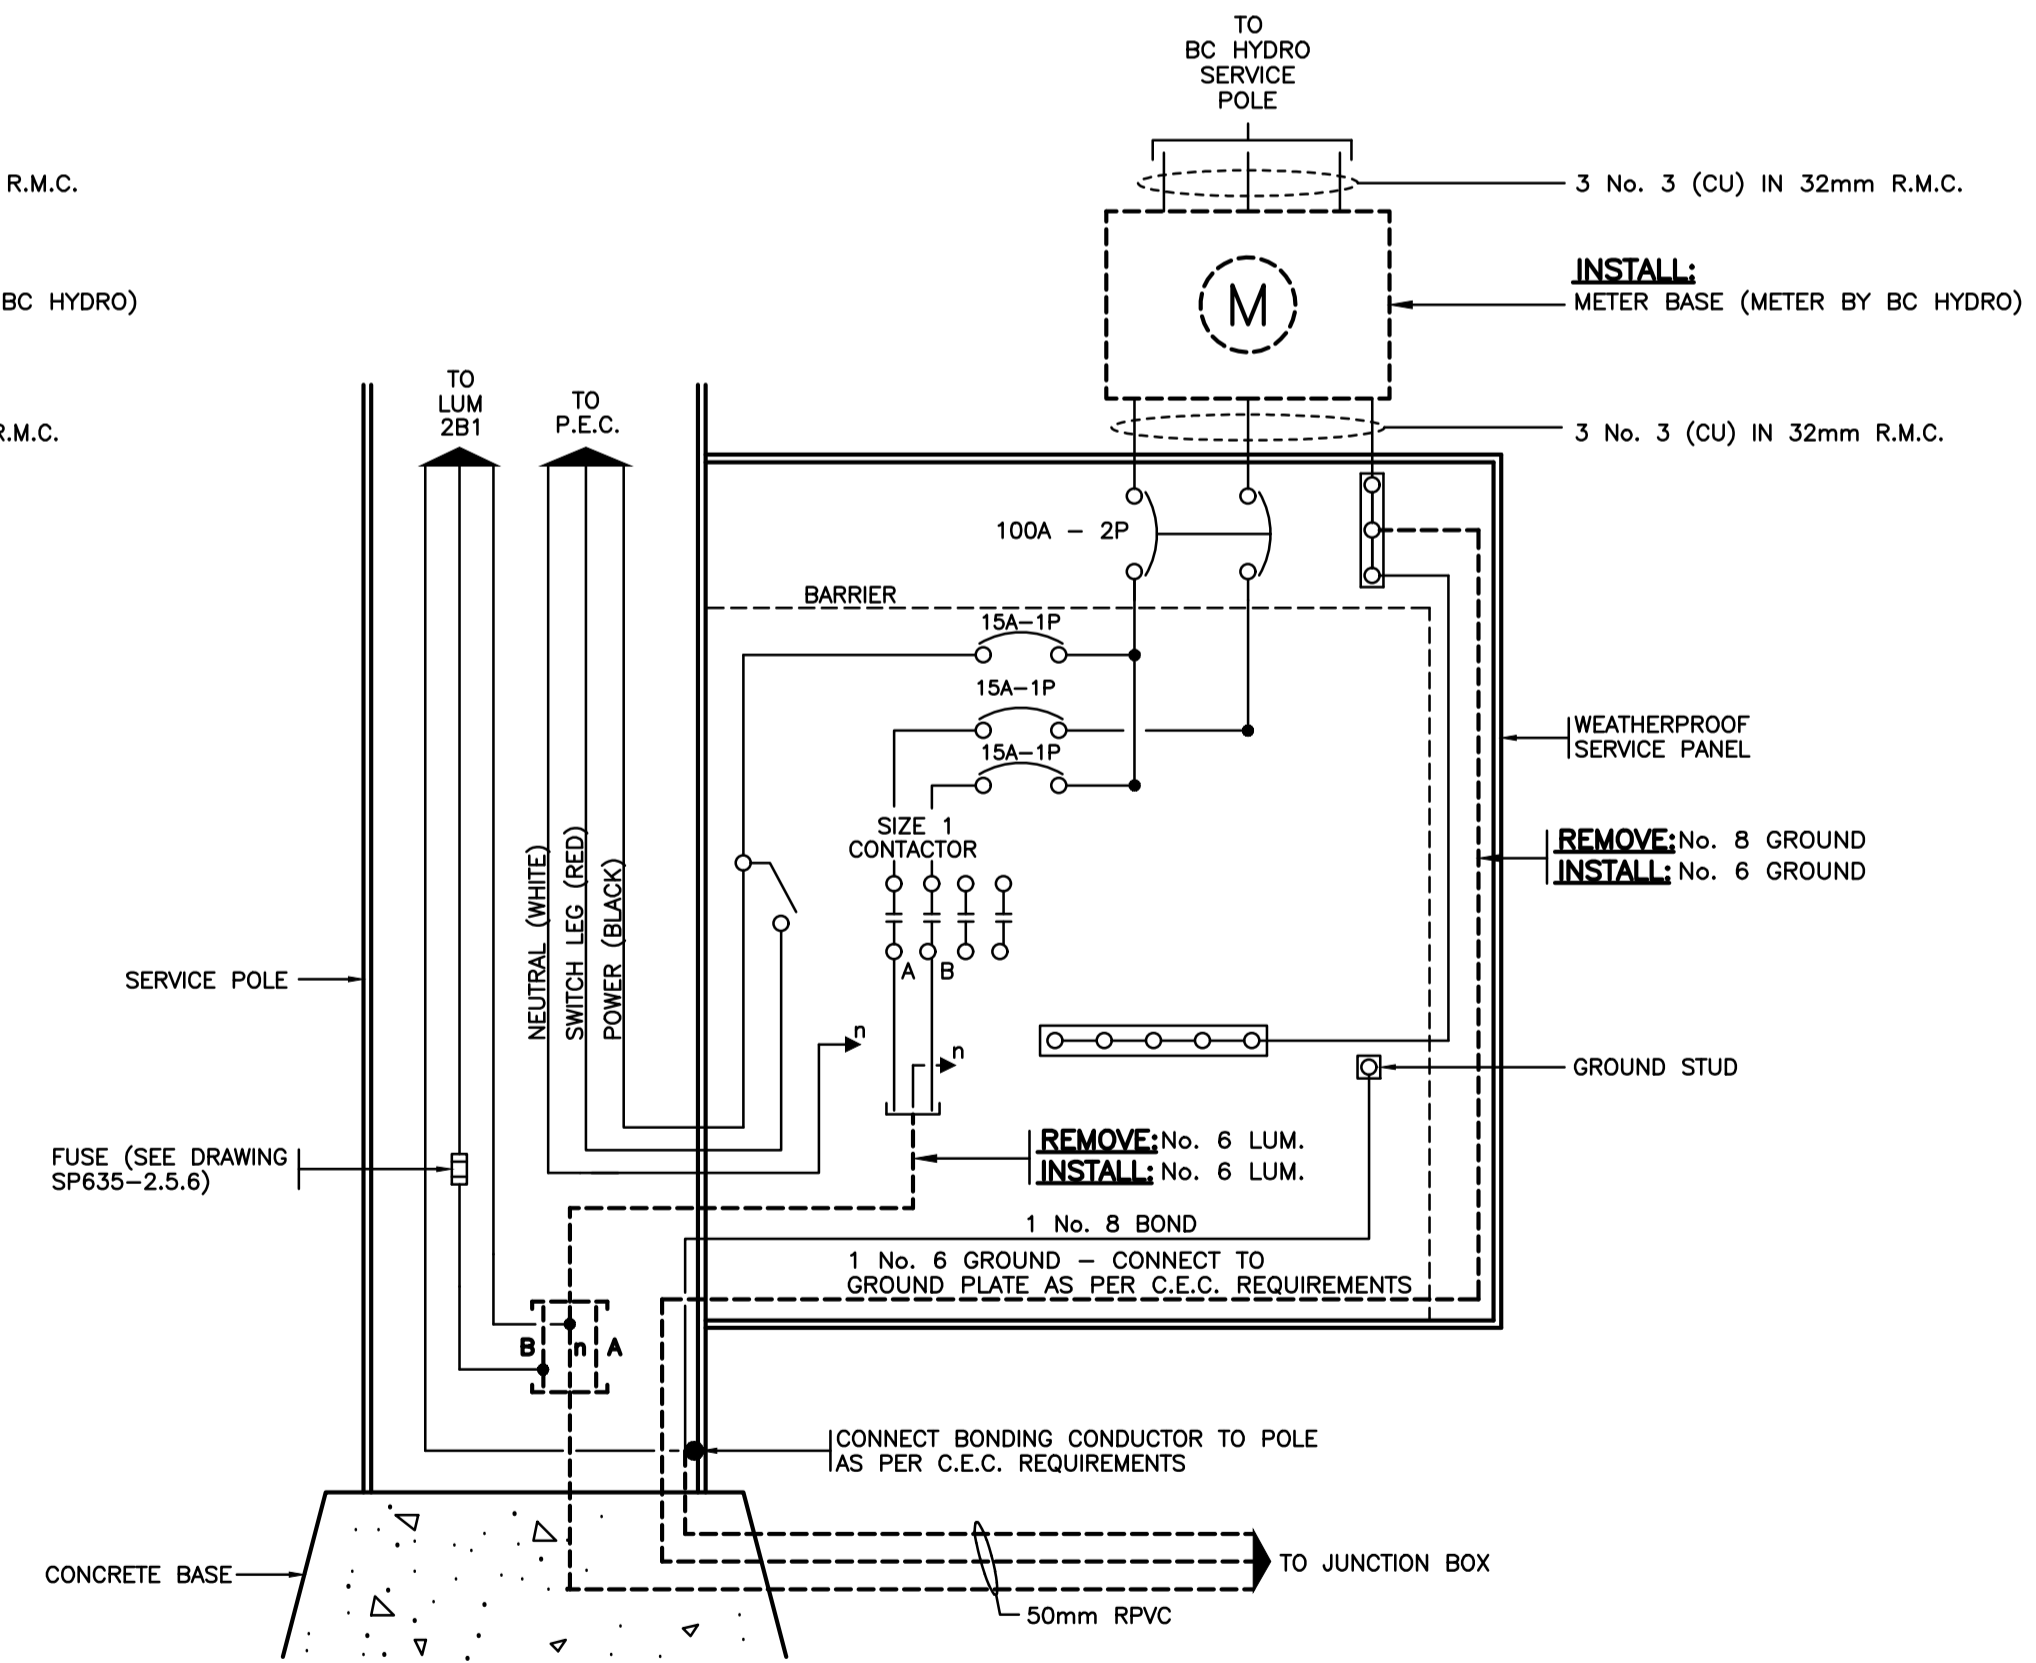 TO
BC HYDRO
SERVICE
POLE
R.M.C.
3 No. 3 (CU) IN 32mm R.M.C.
M
INSTALL:
METER BASE (METER BY BC HYDRO)
BC HYDRO)
TO
LUM
2B1
TO
P.E.C.
R.M.C.
3 No. 3 (CU) IN 32mm R.M.C.
100A - 2P
BARRIER
15A-1P
15A-1P
15A-1P
WEATHERPROOF
SERVICE PANEL
SIZE 1
CONTACTOR
REMOVE: No. 8 GROUND
INSTALL: No. 6 GROUND
NEUTRAL (WHITE)
SWITCH LEG (RED)
POWER (BLACK)
A B
SERVICE POLE
n
n
GROUND STUD
REMOVE: No. 6 LUM.
INSTALL: No. 6 LUM.
FUSE (SEE DRAWING
SP635-2.5.6)
1 No. 8 BOND
1 No. 6 GROUND - CONNECT TO
GROUND PLATE AS PER C.E.C. REQUIREMENTS
B n A
CONNECT BONDING CONDUCTOR TO POLE
AS PER C.E.C. REQUIREMENTS
CONCRETE BASE
TO JUNCTION BOX
50mm RPVC